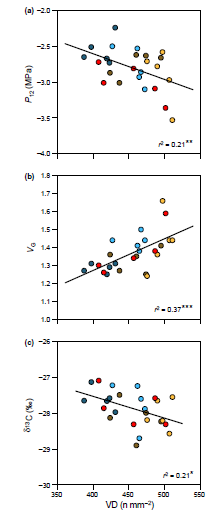 (a)
−2.0
−2.5
−3.0
−3.5
−4.0
P12 (MPa)
r² = 0.21**
(b)
1.8
1.7
1.6
1.5
1.4
1.3
1.2
1.1
1.0
VG
r² = 0.37***
(c)
−26
−27
−28
−29
−30
δ13C (‰)
r² = 0.21*
350 400 450 500 550
VD (n mm−2)